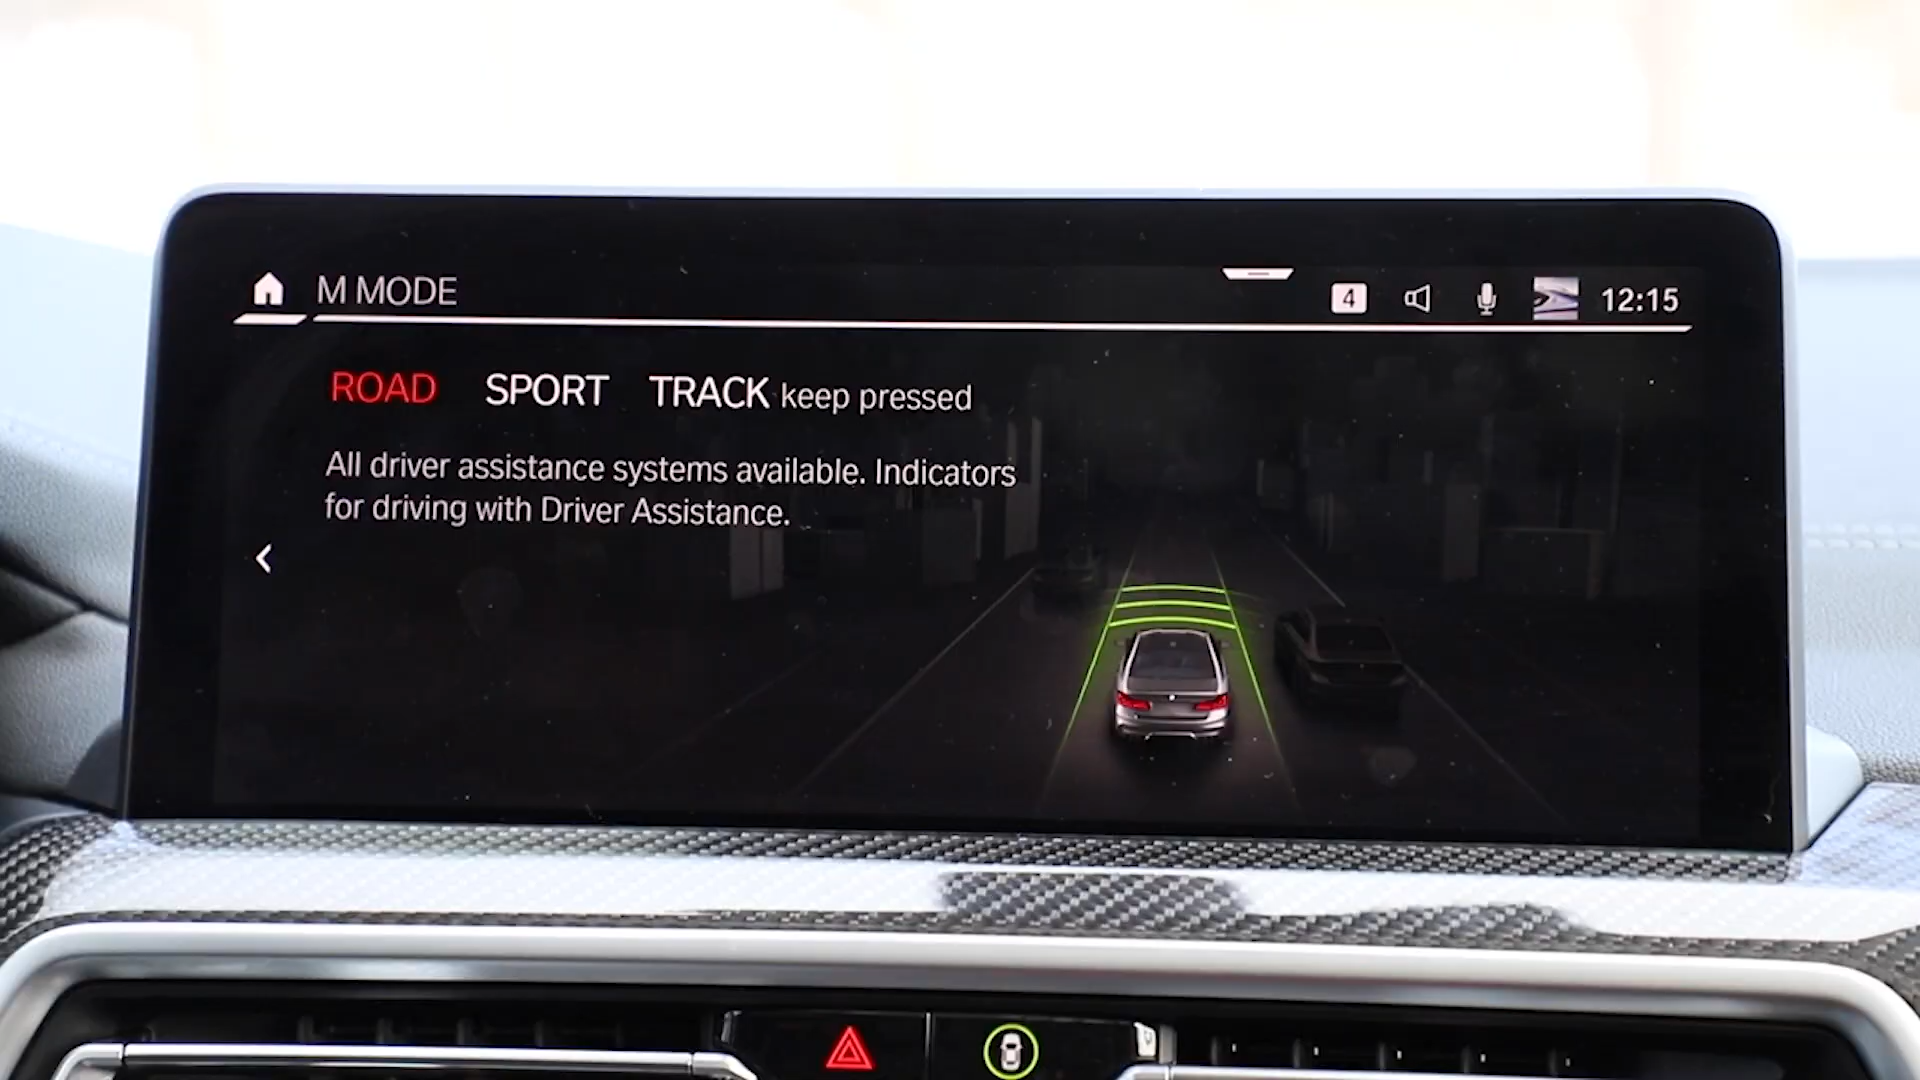 M MODE
4
12:15
ROAD SPORT TRACK keep pressed
All driver assistance systems available. Indicators
for driving with Driver Assistance.